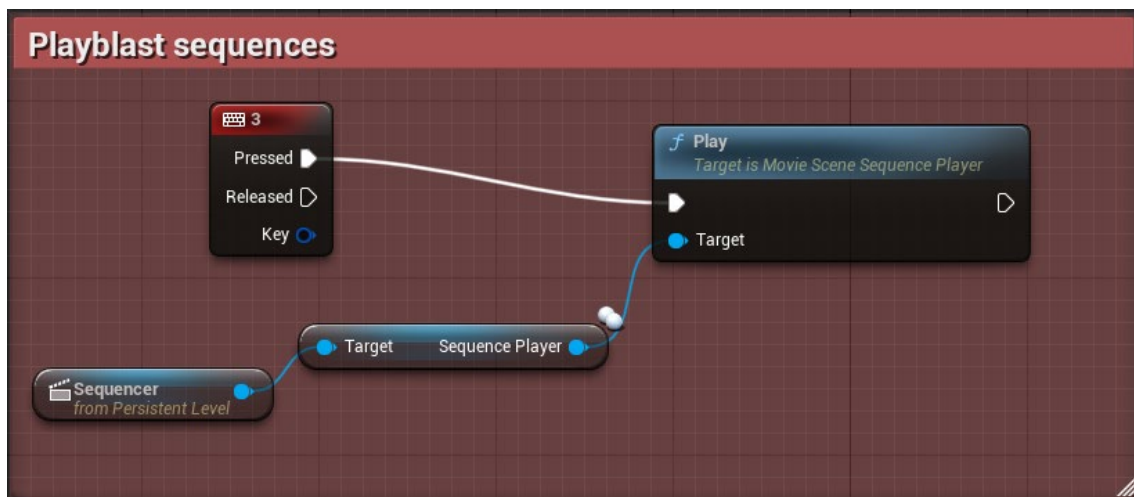 Playblast sequences
3
Pressed
Released
Key
f Play
Target is Movie Scene Sequence Player
Target
Target Sequence Player
Sequencer
from Persistent Level